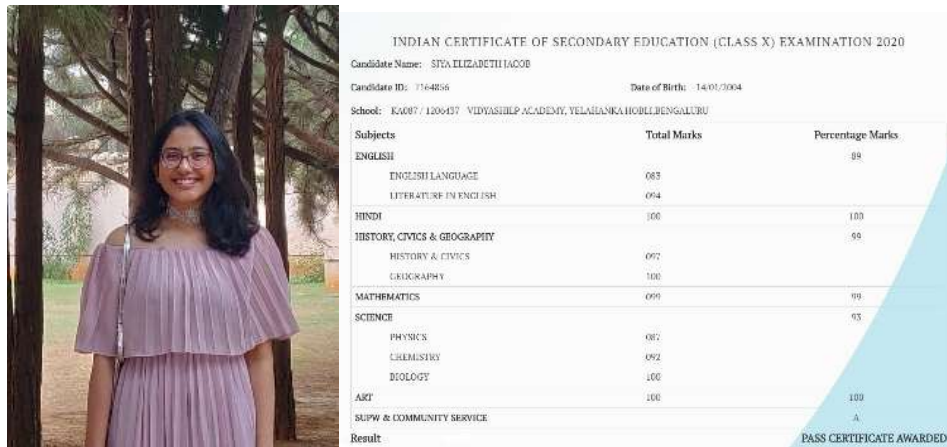 INDIAN CERTIFICATE OF SECONDARY EDUCATION (CLASS X) EXAMINATION 2020
Candidate Name: SIYA ELIZABETH JACOB
Candidate ID: 7164856 Date of Birth: 14/01/2004
School: KA087 / 1206437 VIDYASHILP ACADEMY, YELAHANKA HOBLI,BENGALURU
Subjects Total Marks Percentage Marks
ENGLISH 89
ENGLISH LANGUAGE 083
LITERATURE IN ENGLISH 094
HINDI 100 100
HISTORY, CIVICS & GEOGRAPHY 99
HISTORY & CIVICS 097
GEOGRAPHY 100
MATHEMATICS 099 99
SCIENCE 93
PHYSICS 087
CHEMISTRY 092
BIOLOGY 100
ART 100 100
SUPW & COMMUNITY SERVICE A
Result PASS CERTIFICATE AWARDED